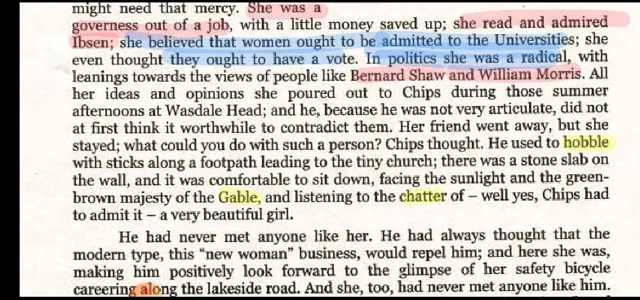 might need that mercy. She was a
governess out of a job, with a little money saved up; she read and admired
Ibsen; she believed that women ought to be admitted to the Universities; she
even thought they ought to have a vote. In politics she was a radical, with
leanings towards the views of people like Bernard Shaw and William Morris. All
her ideas and opinions she poured out to Chips during those summer
afternoons at Wasdale Head; and he, because he was not very articulate, did not
at first think it worthwhile to contradict them. Her friend went away, but she
stayed; what could you do with such a person? Chips thought. He used to hobble
with sticks along a footpath leading to the tiny church; there was a stone slab on
the wall, and it was comfortable to sit down, facing the sunlight and the green-
brown majesty of the Gable, and listening to the chatter of – well yes, Chips had
to admit it – a very beautiful girl.
He had never met anyone like her. He had always thought that the
modern type, this "new woman" business, would repel him; and here she was,
making him positively look forward to the glimpse of her safety bicycle
careering along the lakeside road. And she, too, had never met anyone like him.